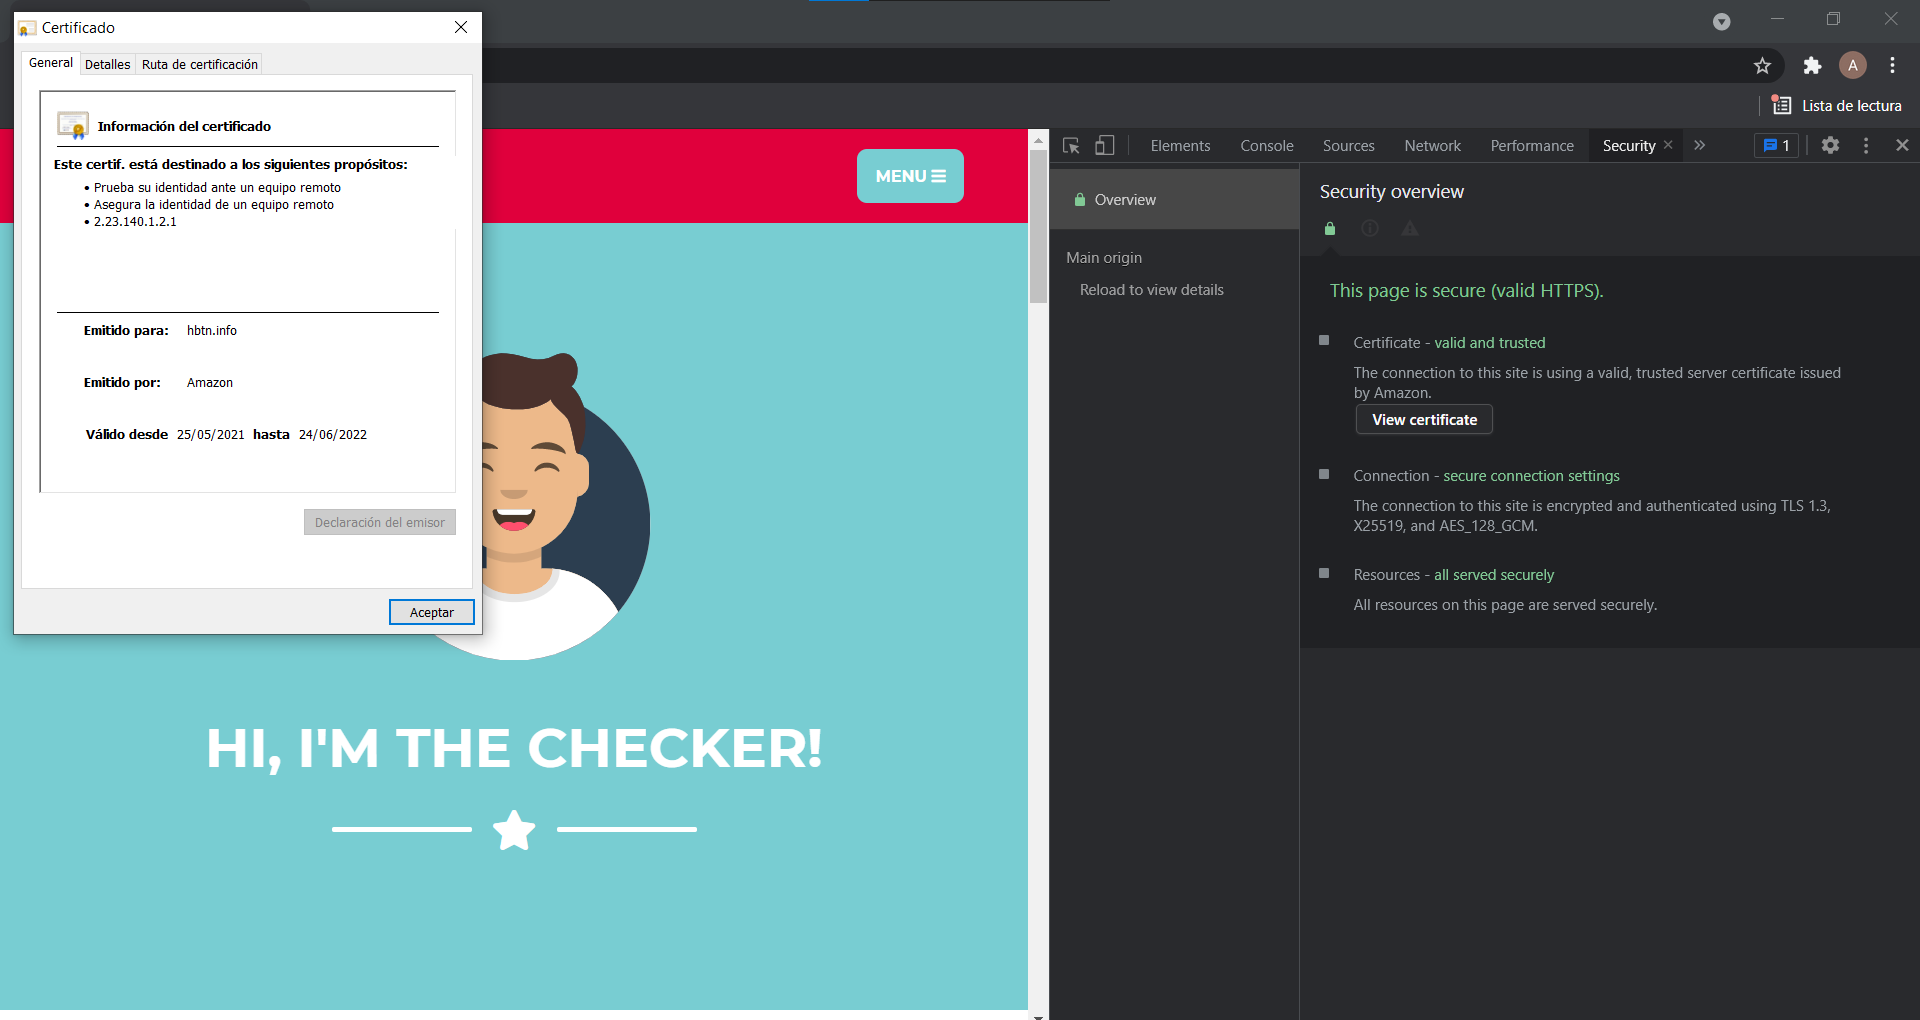 Certificado
General
Detalles
Ruta de certificación
Información del certificado
Este certif. está destinado a los siguientes propósitos:
• Prueba su identidad ante un equipo remoto
• Asegura la identidad de un equipo remoto
• 2.23.140.1.2.1
Emitido para: hbtn.info
Emitido por: Amazon
Válido desde 25/05/2021 hasta 24/06/2022
Declaración del emisor
Aceptar
A
Lista de lectura
MENU
HI, I'M THE CHECKER!
Elements
Console
Sources
Network
Performance
Security
1
Overview
Main origin
Reload to view details
Security overview
This page is secure (valid HTTPS).
Certificate - valid and trusted
The connection to this site is using a valid, trusted server certificate issued
by Amazon.
View certificate
Connection - secure connection settings
The connection to this site is encrypted and authenticated using TLS 1.3,
X25519, and AES_128_GCM.
Resources - all served securely
All resources on this page are served securely.